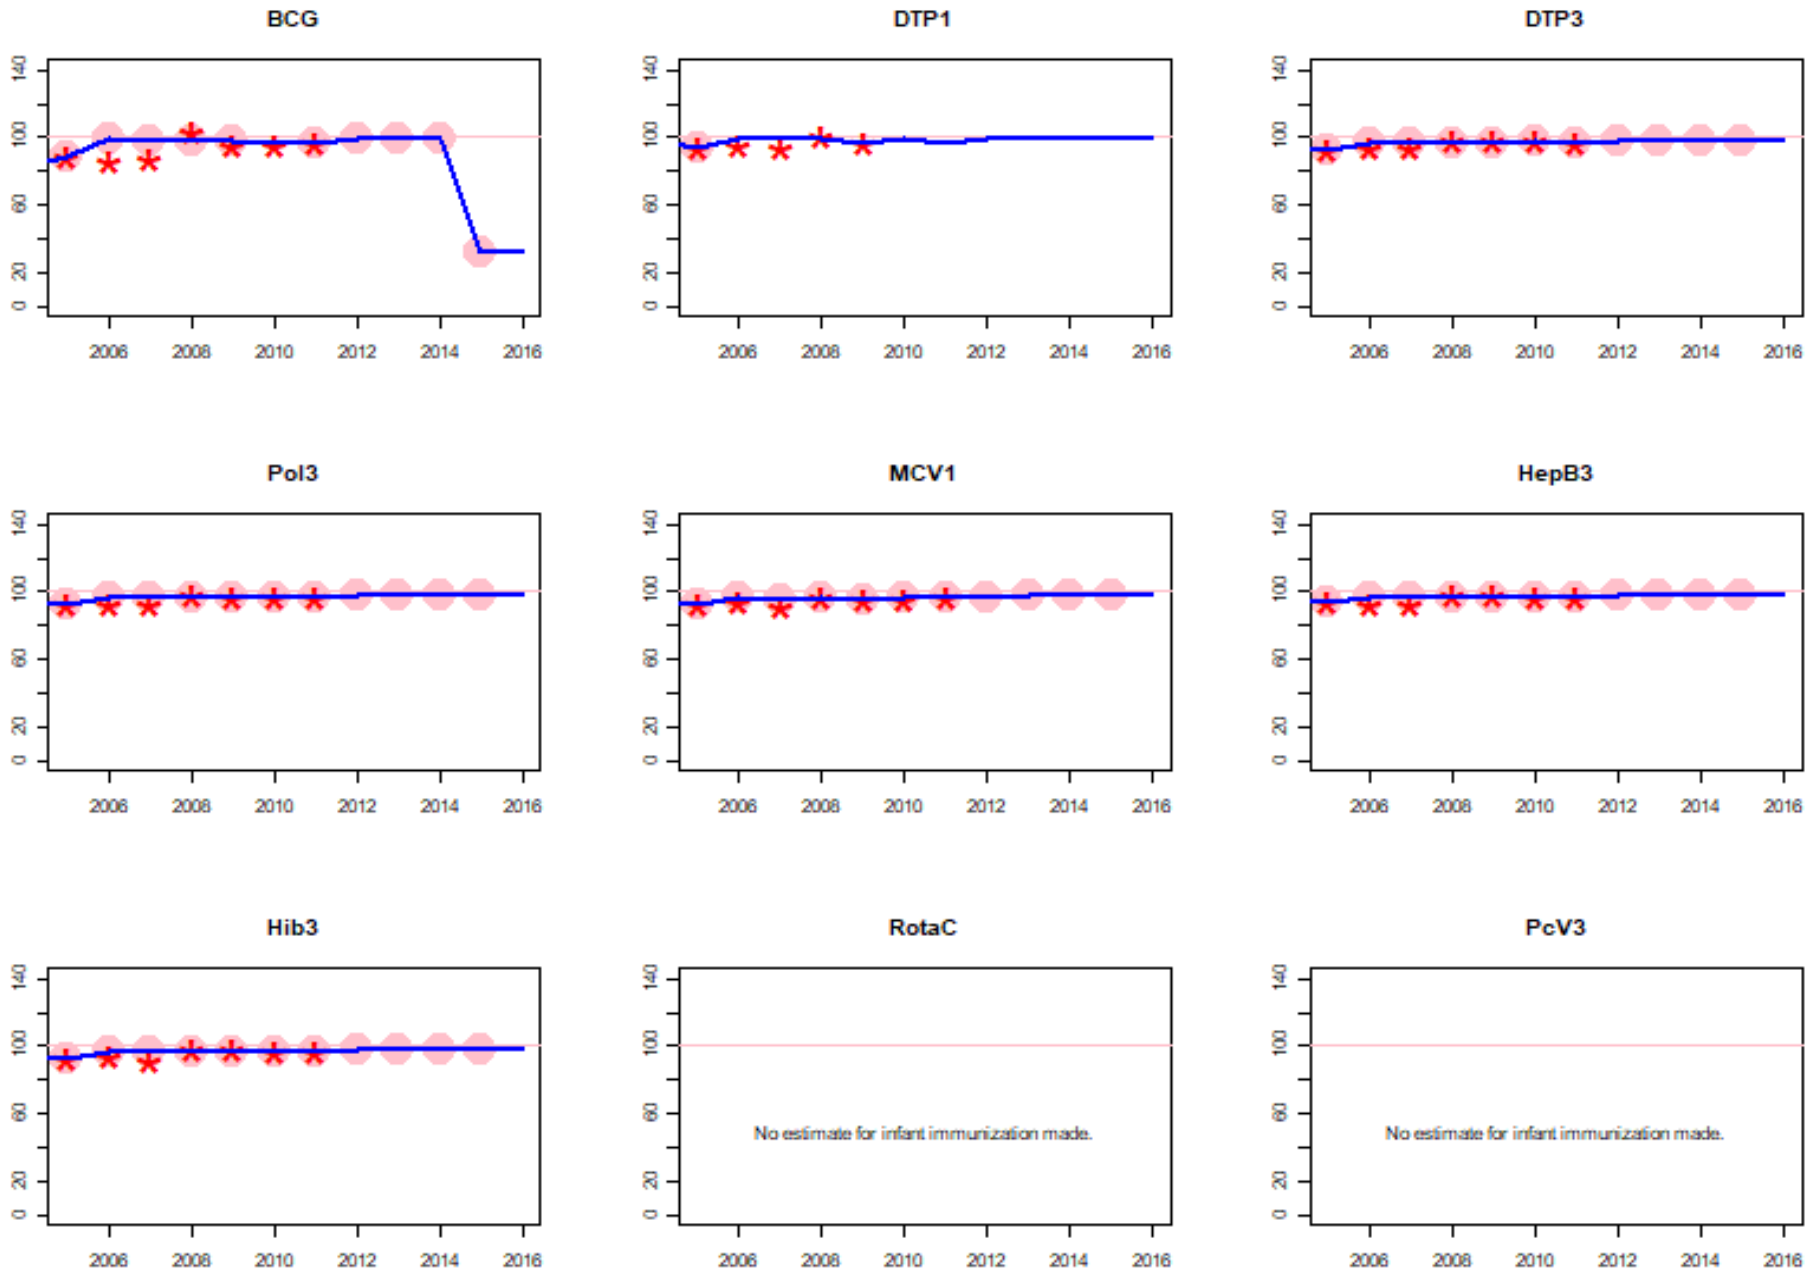 BCG DTP1 DTP3
140 140 140
100 100 100
60 60 60
20 20 20
0 0 0
2006 2008 2010 2012 2014 2016 2006 2008 2010 2012 2014 2016 2006 2008 2010 2012 2014 2016
Pol3 MCV1 HepB3
140 140 140
100 100 100
60 60 60
20 20 20
0 0 0
2006 2008 2010 2012 2014 2016 2006 2008 2010 2012 2014 2016 2006 2008 2010 2012 2014 2016
Hib3 RotaC PcV3
140 140 140
100 100 100
60 60 60
No estimate for infant immunization made. No estimate for infant immunization made.
20 20 20
0 0 0
2006 2008 2010 2012 2014 2016 2006 2008 2010 2012 2014 2016 2006 2008 2010 2012 2014 2016